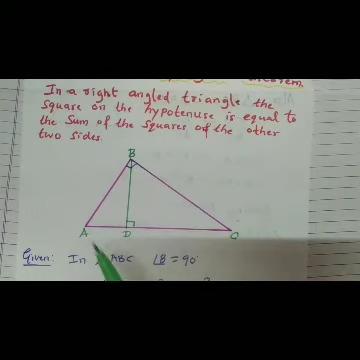 theorem.
In a right angled triangle the
square on the hypotenuse is equal to
the sum of the squares of the other
two sides.
B
A D C
Given: In ABC ∠B = 90°